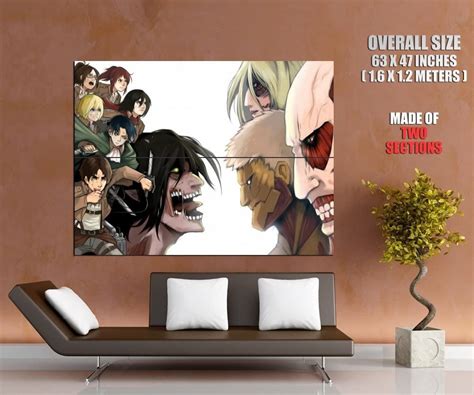 OVERALL SIZE
63 X 47 INCHES
( 1.6 X 1.2 METERS )
MADE OF
TWO
SECTIONS